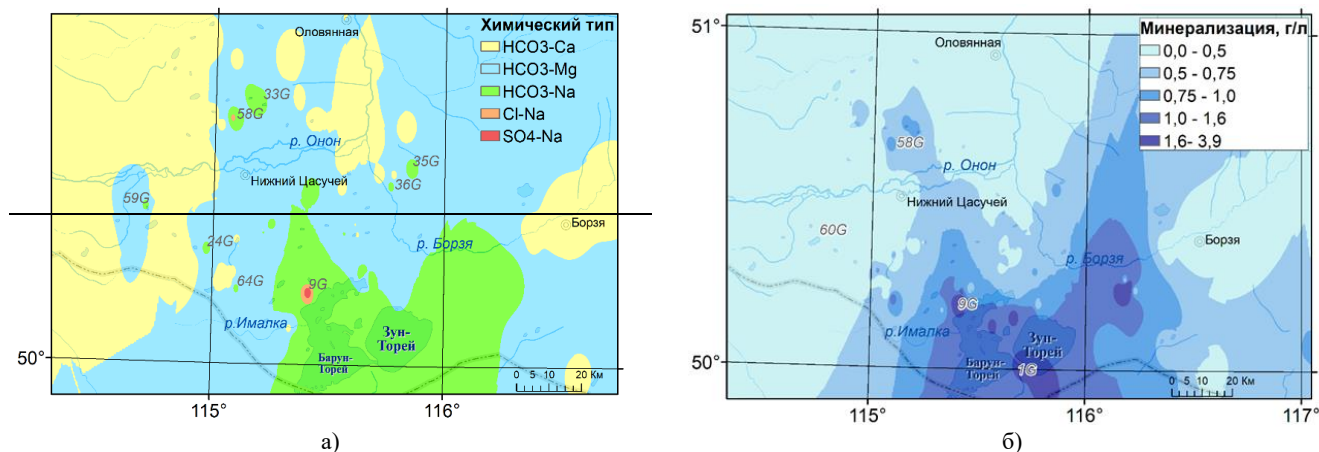 Химический тип
HCO3-Ca
HCO3-Mg
HCO3-Na
Cl-Na
SO4-Na
Оловянная
33G
58G
р. Онон
35G
36G
Нижний Цасучей
59G
Борзя
24G
р. Борзя
64G
9G
р.Ималка
Зун-
Торей
Барун-
Торей
50°
0 5 10 20 Км
115°
116°
а)
51°
Минерализация, г/л
0,0 - 0,5
0,5 - 0,75
0,75 - 1,0
1,0 - 1,6
1,6- 3,9
Оловянная
58G
р. Онон
Нижний Цасучей
60G
Борзя
р. Борзя
9G
р.Ималка
Зун-
Торей
Барун-
Торей
1G
50°
0 5 10 20 Км
115°
116°
117°
б)